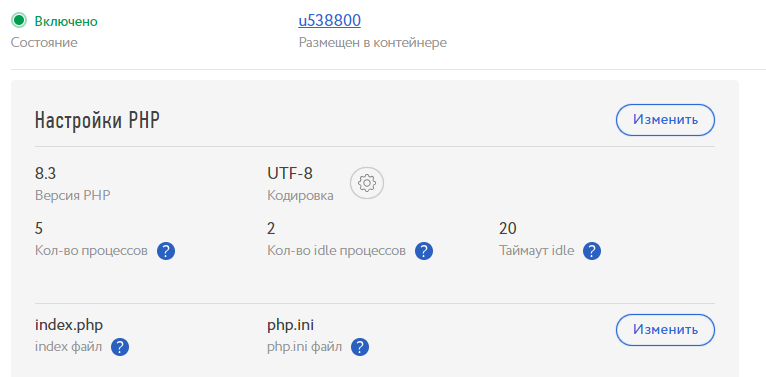 Включено u538800
Состояние Размещен в контейнере
Настройки PHP Изменить
8.3 UTF-8
Версия PHP Кодировка
5 2 20
Кол-во процессов ? Кол-во idle процессов ? Таймаут idle ?
index.php php.ini Изменить
index файл ? php.ini файл ?